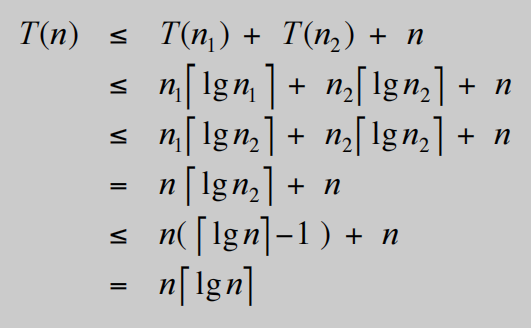 T(n) ≤ T(n₁) + T(n₂) + n
≤ n₁⌈lg n₁⌉ + n₂⌈lg n₂⌉ + n
≤ n₁⌈lg n₂⌉ + n₂⌈lg n₂⌉ + n
= n⌈lg n₂⌉ + n
≤ n(⌈lg n⌉−1) + n
= n⌈lg n⌉